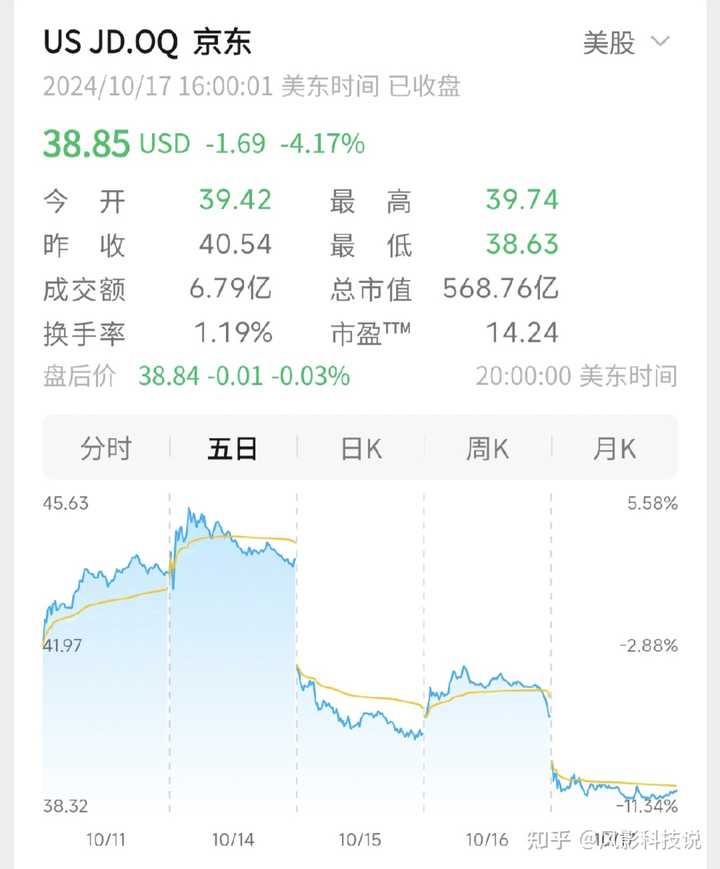 US JD.OQ 京东 美股
2024/10/17 16:00:01 美东时间 已收盘
38.85 USD -1.69 -4.17%
今 开 39.42 最 高 39.74
昨 收 40.54 最 低 38.63
成交额 6.79亿 总市值 568.76亿
换手率 1.19% 市盈TTM 14.24
盘后价 38.84 -0.01 -0.03% 20:00:00 美东时间
分时 五日 日K 周K 月K
45.63 5.58%
41.97 -2.88%
38.32 -11.34%
10/11 10/14 10/15 10/16
知乎 @风影科技说